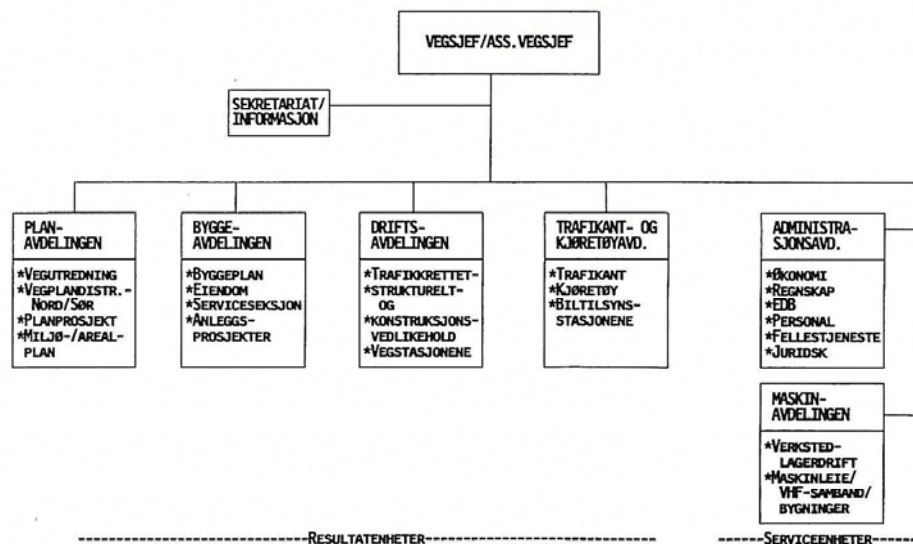 VEGSJEF/ASS.VEGSJEF
SEKRETARIAT/
INFORMASJON
PLAN-
AVDELINGEN
*VEGUTREDNING
*VEGPLANDISTR.-
NORD/SØR
*PLANPROSJEKT
*MILJØ-/AREAL-
PLAN
BYGGE-
AVDELINGEN
*BYGGEPLAN
*EIENDOM
*SERVICESEKSJON
*ANLEGGS-
PROSJEKTER
DRIFTS-
AVDELINGEN
*TRAFIKKRETTET-
*STRUKTURELT-
OG
*KONSTRUKSJONS-
VEDLIKEHOLD
*VEGSTASJONENE
TRAFIKANT- OG
KJØRETØYAVD.
*TRAFIKANT
*KJØRETØY
*BILTILSYNS-
STASJONENE
ADMINISTRA-
SJONSAVD.
*ØKONOMI
*REGNSKAP
*EDB
*PERSONAL
*FELLESTJENESTE
*JURIDSK
MASKIN-
AVDELINGEN
*VERKSTED-
LAGERDRIFT
*MASKINLEIE/
VHF-SAMBAND/
BYGNINGER
RESULTATENHETER
SERVICEENHETER